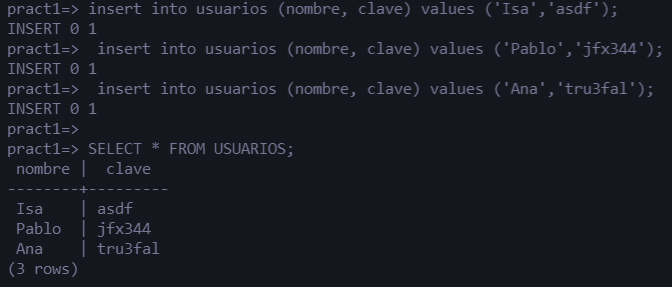 pract1=> insert into usuarios (nombre, clave) values ('Isa','asdf');
INSERT 0 1
pract1=>  insert into usuarios (nombre, clave) values ('Pablo','jfx344');
INSERT 0 1
pract1=>  insert into usuarios (nombre, clave) values ('Ana','tru3fal');
INSERT 0 1
pract1=>
pract1=> SELECT * FROM USUARIOS;
 nombre |  clave
--------+---------
 Isa    | asdf
 Pablo  | jfx344
 Ana    | tru3fal
(3 rows)